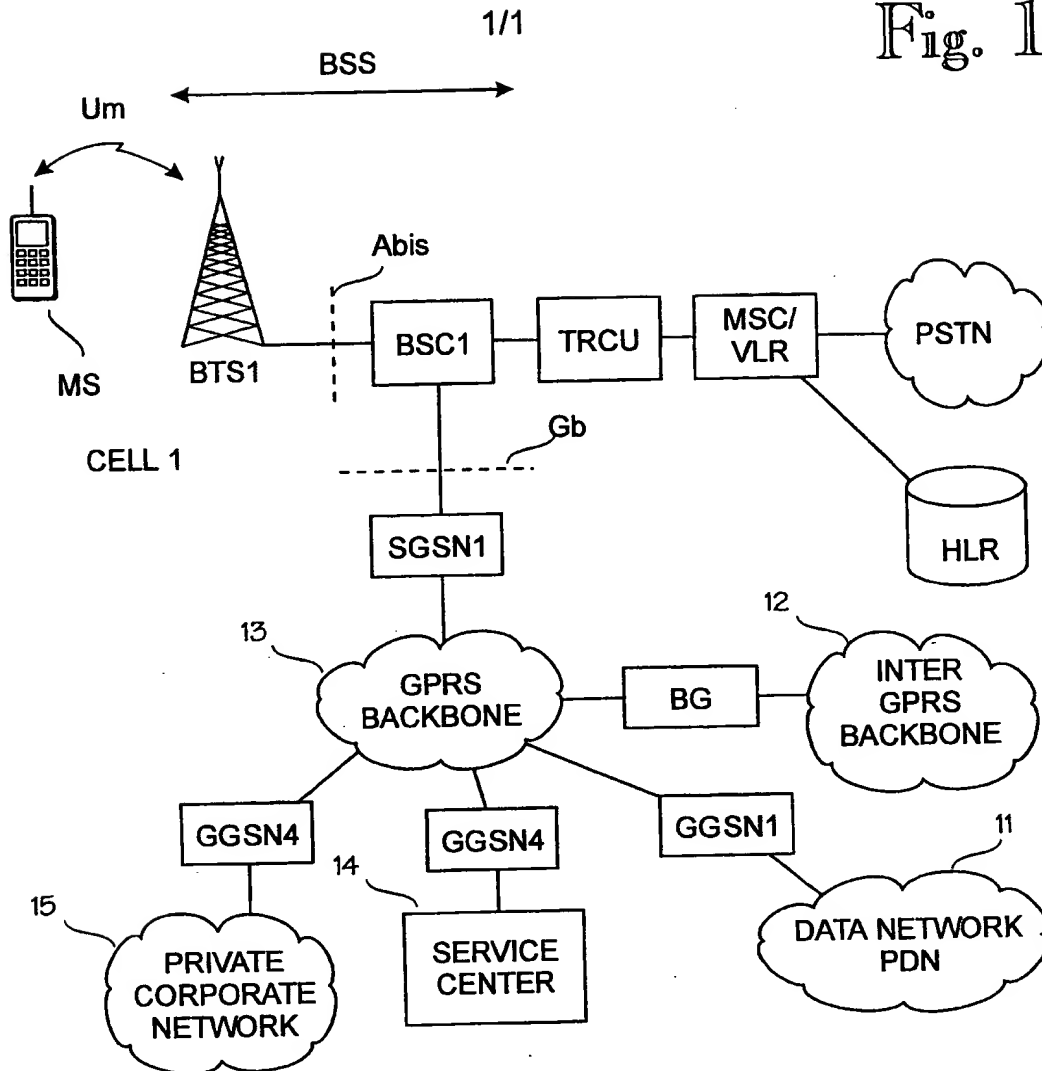 1/1
Fig. 1
BSS
Um
Abis
MS
BTS1
BSC1
TRCU
MSC/
VLR
PSTN
CELL 1
Gb
HLR
SGSN1
13
GPRS
BACKBONE
BG
12
INTER
GPRS
BACKBONE
GGSN4
GGSN4
GGSN1
11
15
PRIVATE
CORPORATE
NETWORK
14
SERVICE
CENTER
DATA NETWORK
PDN